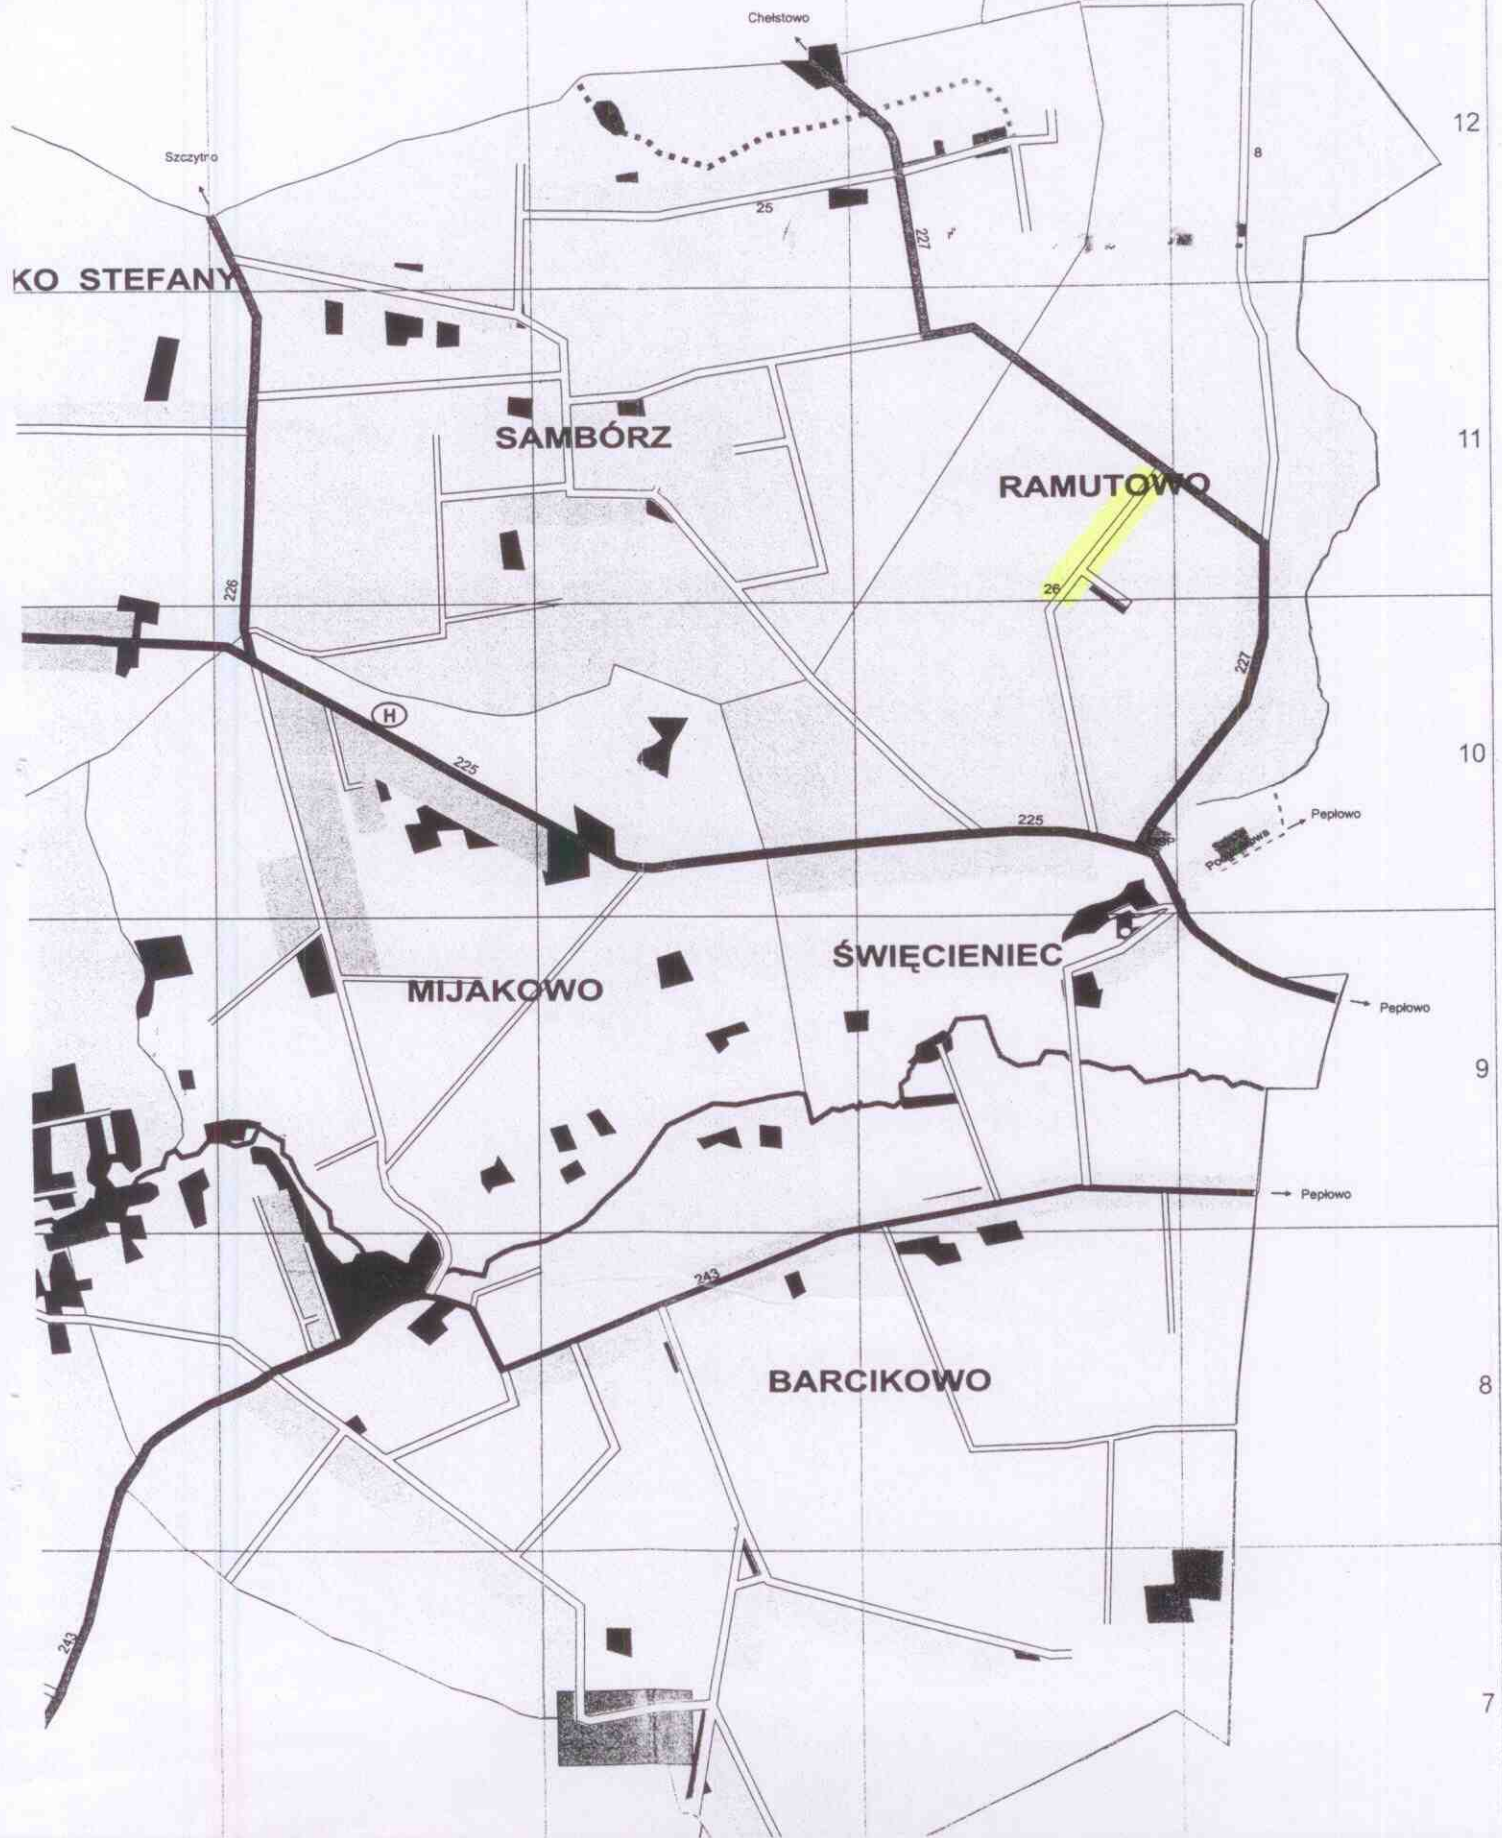 Chełstowo
12
Szczytno
8
25
227
KO STEFANY
11
SAMBÓRZ
RAMUTOWO
226
26
227
H
225
10
225
Pepłowo
ŚWIĘCIENIEC
MIJAKOWO
Pepłowo
9
Pepłowo
243
BARCIKOWO
8
243
7